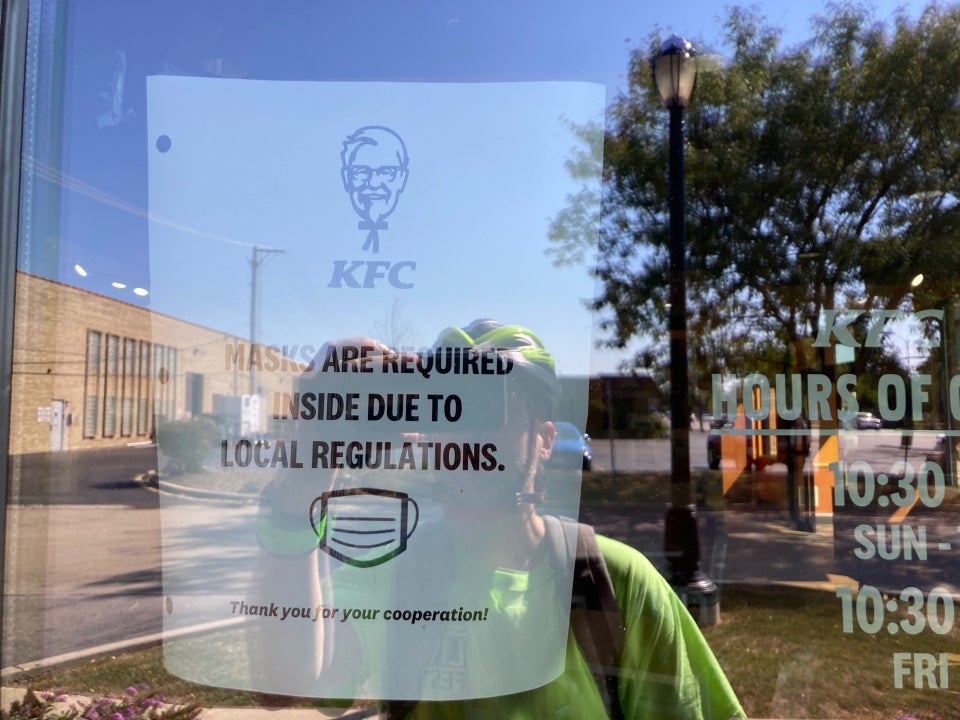 KFC
MASKS ARE REQUIRED
INSIDE DUE TO
LOCAL REGULATIONS.
Thank you for your cooperation!
KFC
HOURS OF
10:30
SUN -
10:30
FRI